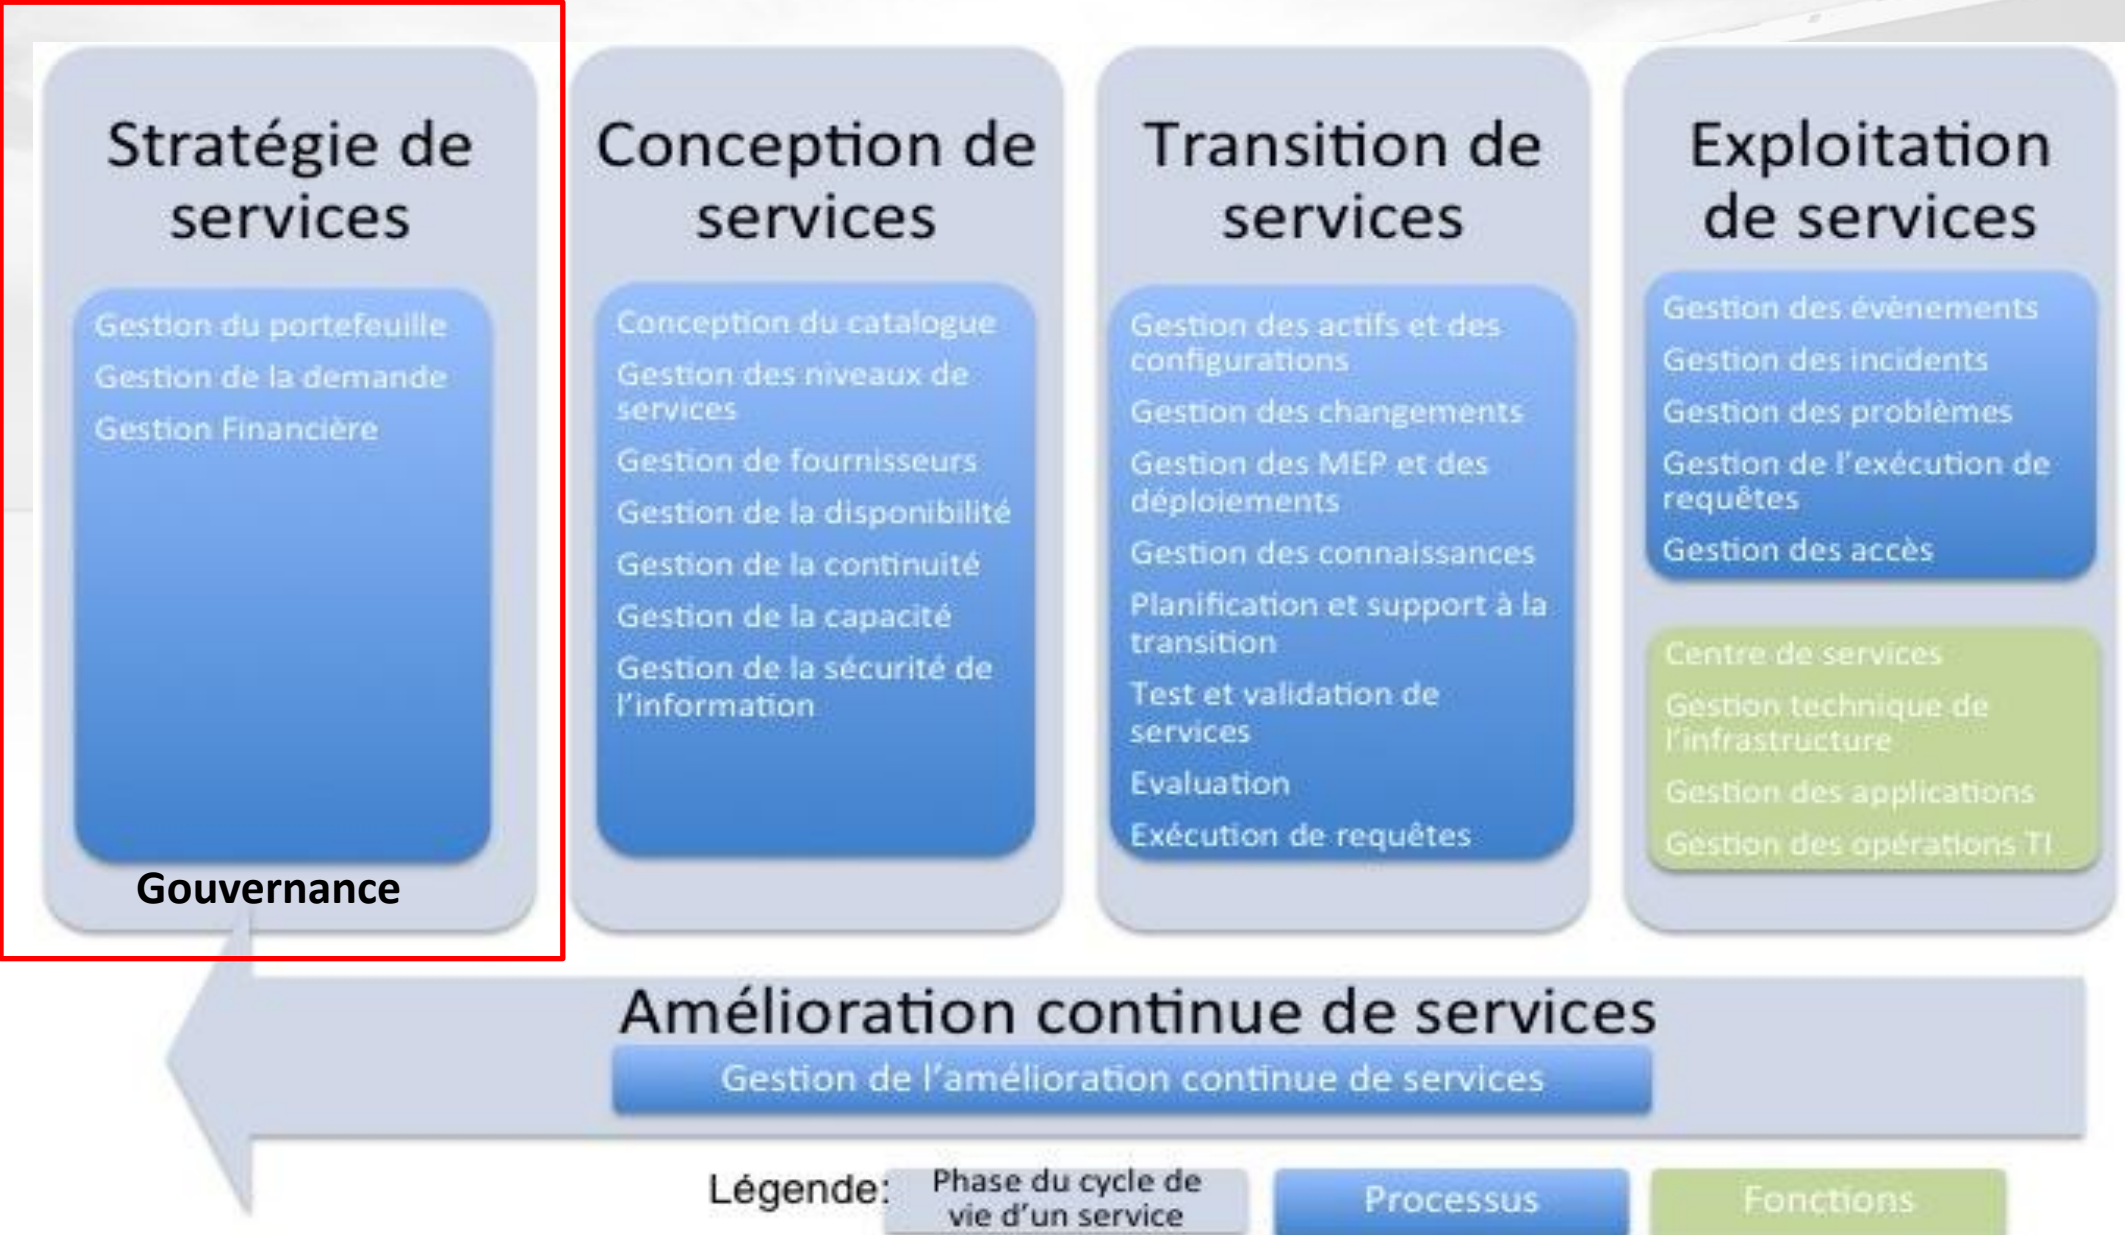 Stratégie de
services
Gestion du portefeuille
Gestion de la demande
Gestion Financière
Gouvernance
Conception de
services
Conception du catalogue
Gestion des niveaux de
services
Gestion de fournisseurs
Gestion de la disponibilité
Gestion de la continuité
Gestion de la capacité
Gestion de la sécurité de
l'information
Transition de
services
Gestion des actifs et des
configurations
Gestion des changements
Gestion des MEP et des
déploiements
Gestion des connaissances
Planification et support à la
transition
Test et validation de
services
Evaluation
Exécution de requêtes
Exploitation
de services
Gestion des évènements
Gestion des incidents
Gestion des problèmes
Gestion de l'exécution de
requêtes
Gestion des accès
Centre de services
Gestion technique de
l'infrastructure
Gestion des applications
Gestion des opérations TI
Amélioration continue de services
Gestion de l'amélioration continue de services
Légende:
Phase du cycle de
vie d'un service
Processus
Fonctions